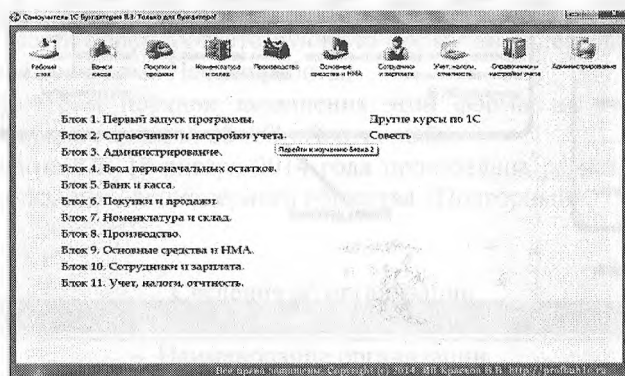 Самоучитель 1С Бухгалтерия 8.3. Только для бухгалтера!
Рабочий стол
Банк и касса
Покупки и продажи
Номенклатура и склад
Производство
Основные средства и НМА
Сотрудники и зарплата
Учет, налоги, отчетность
Справочники и настройки учета
Администрирование
Блок 1. Первый запуск программы.
Другие курсы по 1С
Блок 2. Справочники и настройки учета.
Совесть
Перейти к изучению Блока 2
Блок 3. Администрирование.
Блок 4. Ввод первоначальных остатков.
Блок 5. Банк и касса.
Блок 6. Покупки и продажи.
Блок 7. Номенклатура и склад.
Блок 8. Производство.
Блок 9. Основные средства и НМА.
Блок 10. Сотрудники и зарплата.
Блок 11. Учет, налоги, отчтность.
Все права защищены. Copyright (c) 2014. ИП Краснов В.В. http://profbuh1c.ru